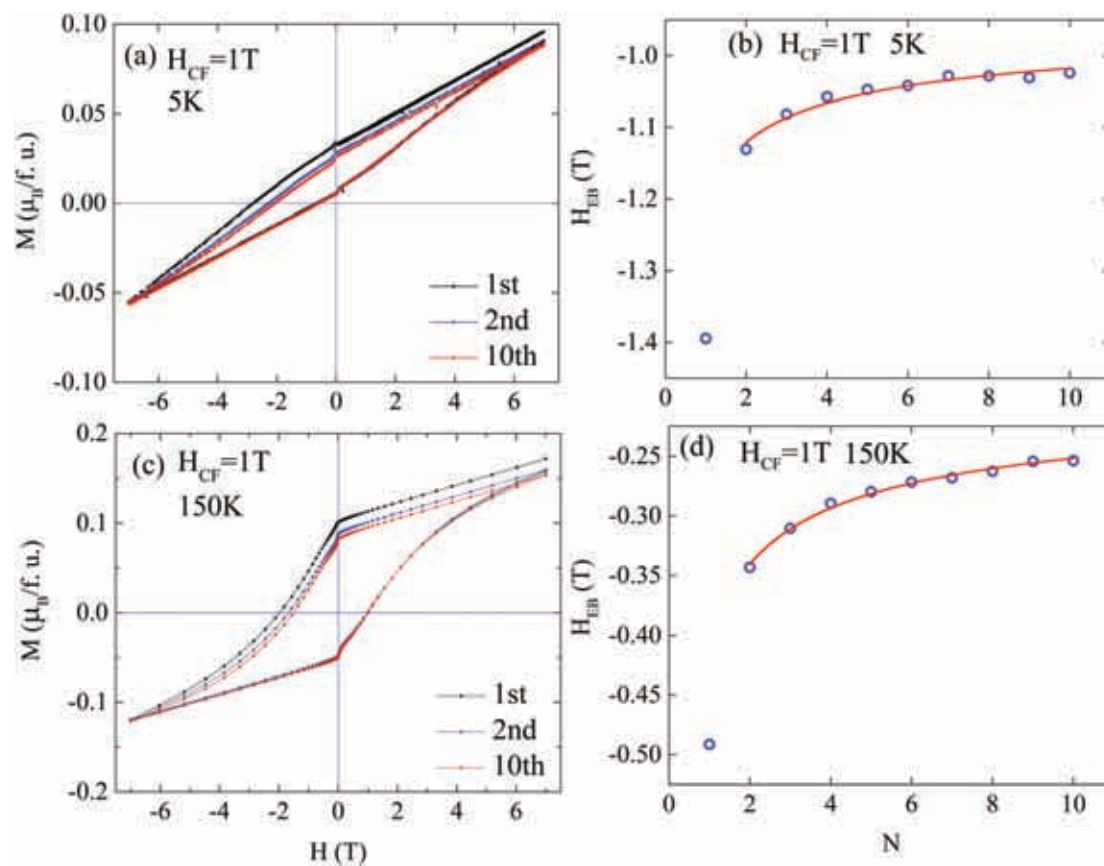 (a)
H_CF=1T
5K
M (μ_B/f. u.)
0.10
0.05
0.00
-0.05
-0.10
1st
2nd
10th
-6 -4 -2 0 2 4 6
(b) H_CF=1T 5K
H_EB (T)
-1.0
-1.1
-1.2
-1.3
-1.4
0 2 4 6 8 10
(c)
H_CF=1T
150K
M (μ_B/f. u.)
0.2
0.1
0.0
-0.1
-0.2
1st
2nd
10th
-6 -4 -2 0 2 4 6
H (T)
(d) H_CF=1T 150K
H_EB (T)
-0.25
-0.30
-0.35
-0.40
-0.45
-0.50
0 2 4 6 8 10
N